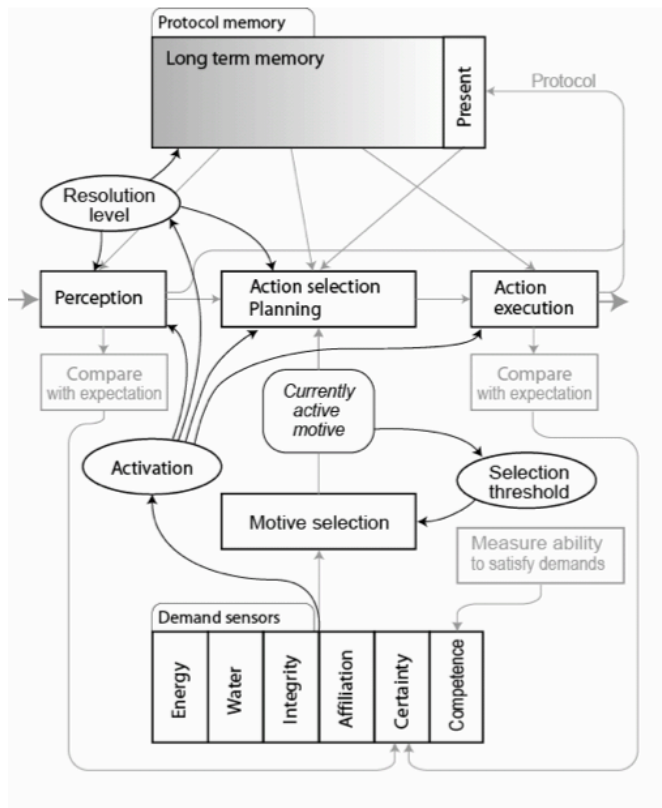 Protocol memory
Long term memory
Present
Protocol
Resolution
level
Perception
Action selection
Planning
Action
execution
Compare
with expectation
Currently
active
motive
Compare
with expectation
Activation
Selection
threshold
Motive selection
Measure ability
to satisfy demands
Demand sensors
Energy
Water
Integrity
Affiliation
Certainty
Competence